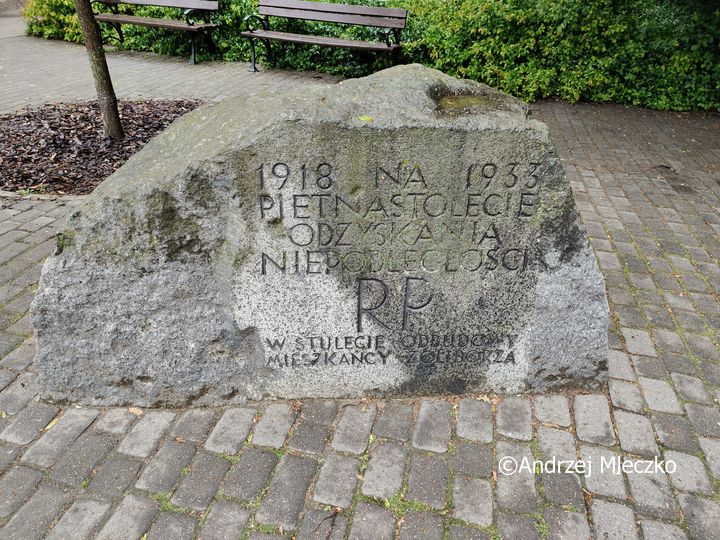 1918 NA 1933
PIĘTNASTOLECIE
ODZYSKANIA
NIEPODLEGŁOŚCI
RP
W STULECIE ODBUDOWY
MIESZKAŃCY ŻOLIBORZA
©Andrzej Mleczko